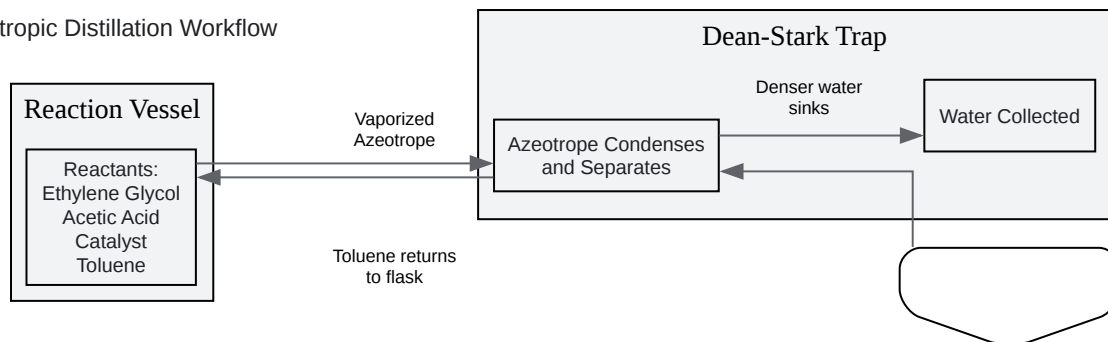 tropic Distillation Workflow
Dean-Stark Trap
Reaction Vessel
Reactants:
Ethylene Glycol
Acetic Acid
Catalyst
Toluene
Vaporized
Azeotrope
Toluene returns
to flask
Azeotrope Condenses
and Separates
Denser water
sinks
Water Collected